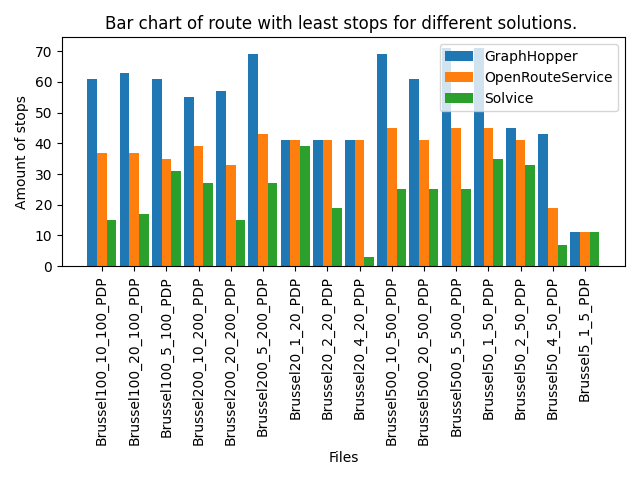 Bar chart of route with least stops for different solutions.
70
60
50
40
30
20
10
0
Amount of stops
GraphHopper
OpenRouteService
Solvice
Brussel100_10_100_PDP
Brussel100_20_100_PDP
Brussel100_5_100_PDP
Brussel200_10_200_PDP
Brussel200_20_200_PDP
Brussel200_5_200_PDP
Brussel20_1_20_PDP
Brussel20_2_20_PDP
Brussel20_4_20_PDP
Brussel500_10_500_PDP
Brussel500_20_500_PDP
Brussel500_5_500_PDP
Brussel50_1_50_PDP
Brussel50_2_50_PDP
Brussel50_4_50_PDP
Brussel5_1_5_PDP
Files